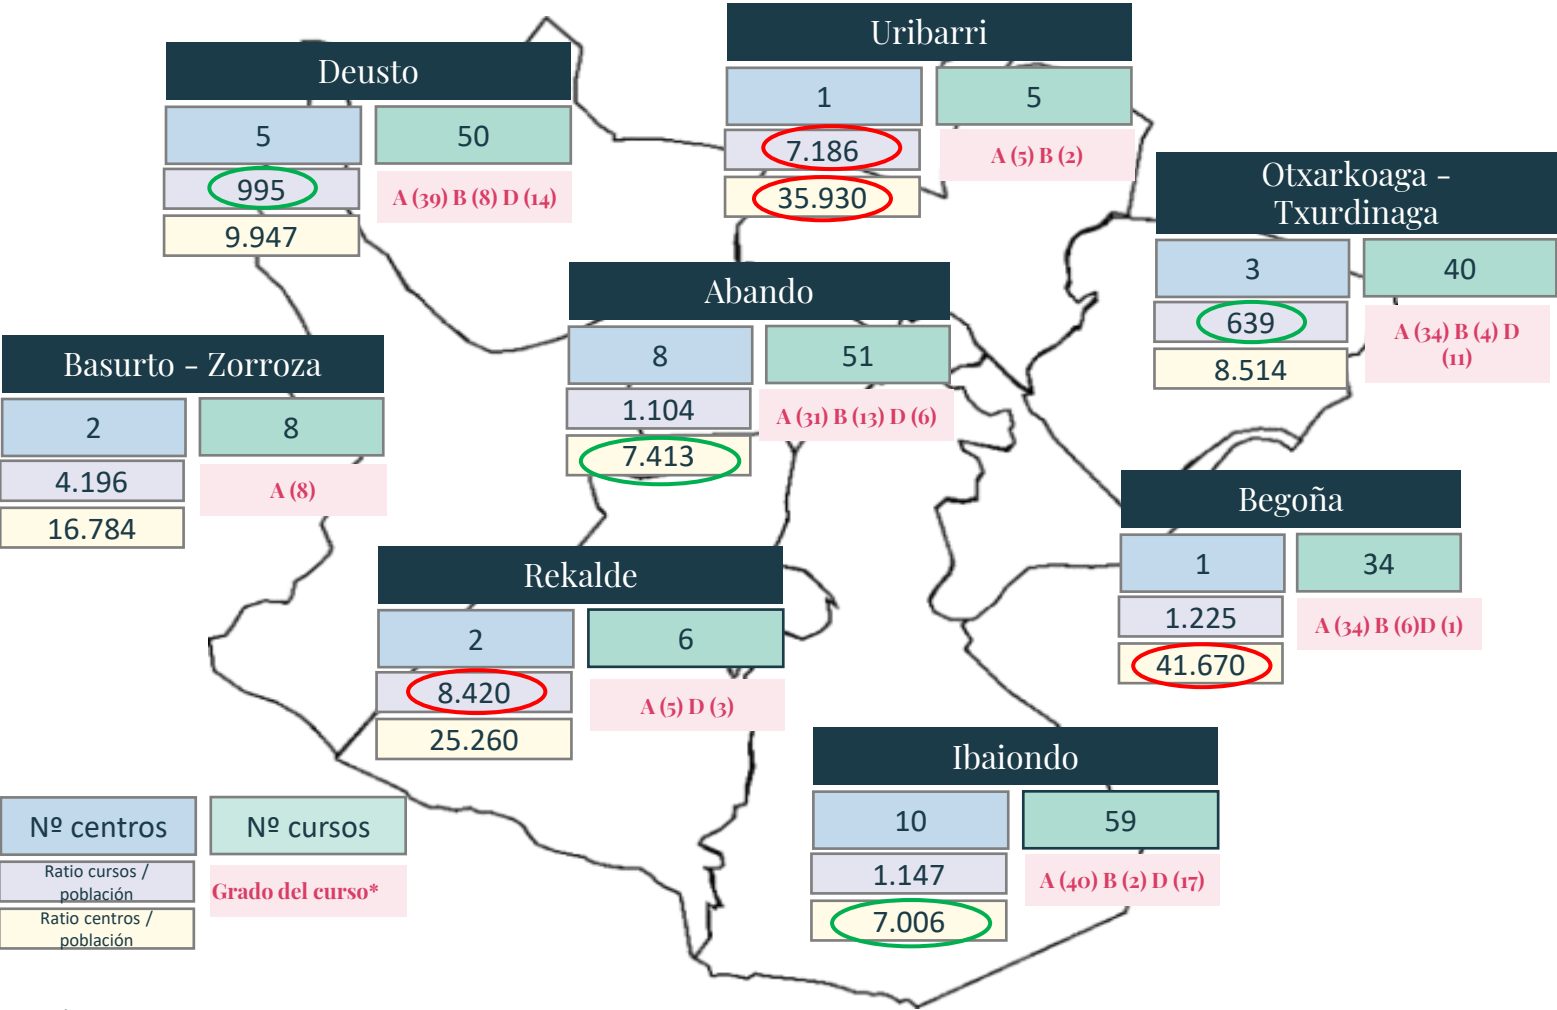 Uribarri
1
5
7.186
A (5) B (2)
35.930
Deusto
5
50
995
A (39) B (8) D (14)
9.947
Otxarkoaga -
Txurdinaga
3
40
639
A (34) B (4) D
(11)
8.514
Abando
8
51
1.104
A (31) B (13) D (6)
7.413
Basurto - Zorroza
2
8
4.196
A (8)
16.784
Begoña
1
34
1.225
A (34) B (6)D (1)
41.670
Rekalde
2
6
8.420
A (5) D (3)
25.260
Ibaiondo
10
59
1.147
A (40) B (2) D (17)
7.006
Nº centros
Nº cursos
Ratio cursos /
población
Grado del curso*
Ratio centros /
población